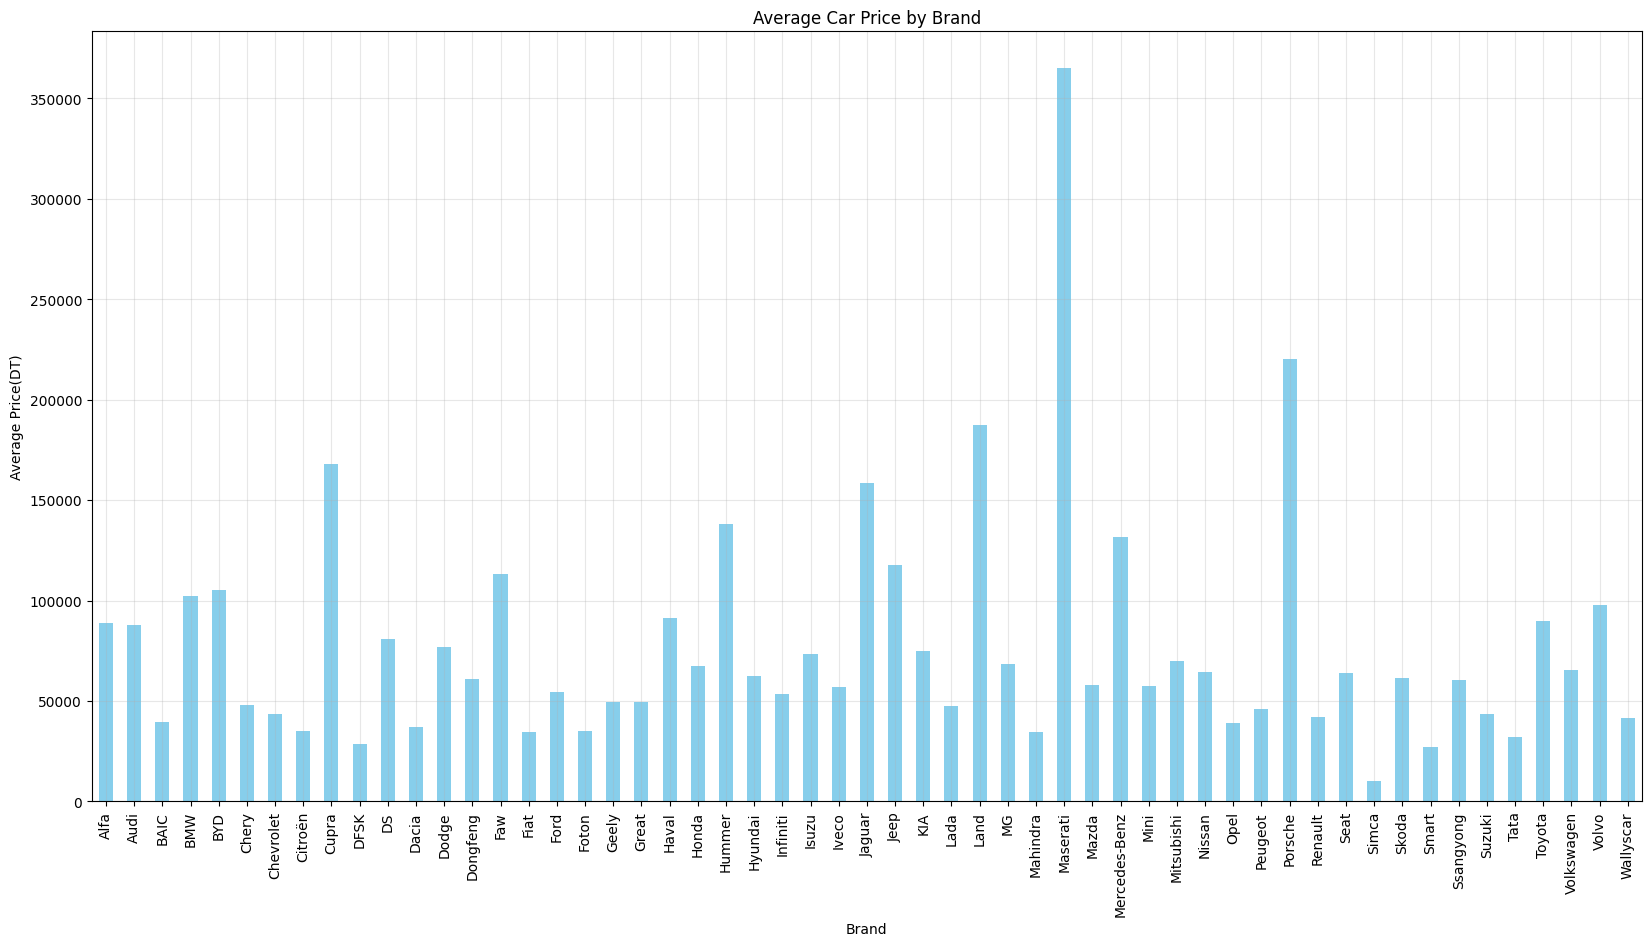 Average Car Price by Brand
350000
300000
250000
200000
150000
100000
50000
0
Average Price(DT)
Alfa
Audi
BAIC
BMW
BYD
Chery
Chevrolet
Citroën
Cupra
DFSK
DS
Dacia
Dodge
Dongfeng
Faw
Fiat
Ford
Foton
Geely
Great
Haval
Honda
Hummer
Hyundai
Infiniti
Isuzu
Iveco
Jaguar
Jeep
KIA
Lada
Land
MG
Mahindra
Maserati
Mazda
Mercedes-Benz
Mini
Mitsubishi
Nissan
Opel
Peugeot
Porsche
Renault
Seat
Simca
Skoda
Smart
Ssangyong
Suzuki
Tata
Toyota
Volkswagen
Volvo
Wallyscar
Brand